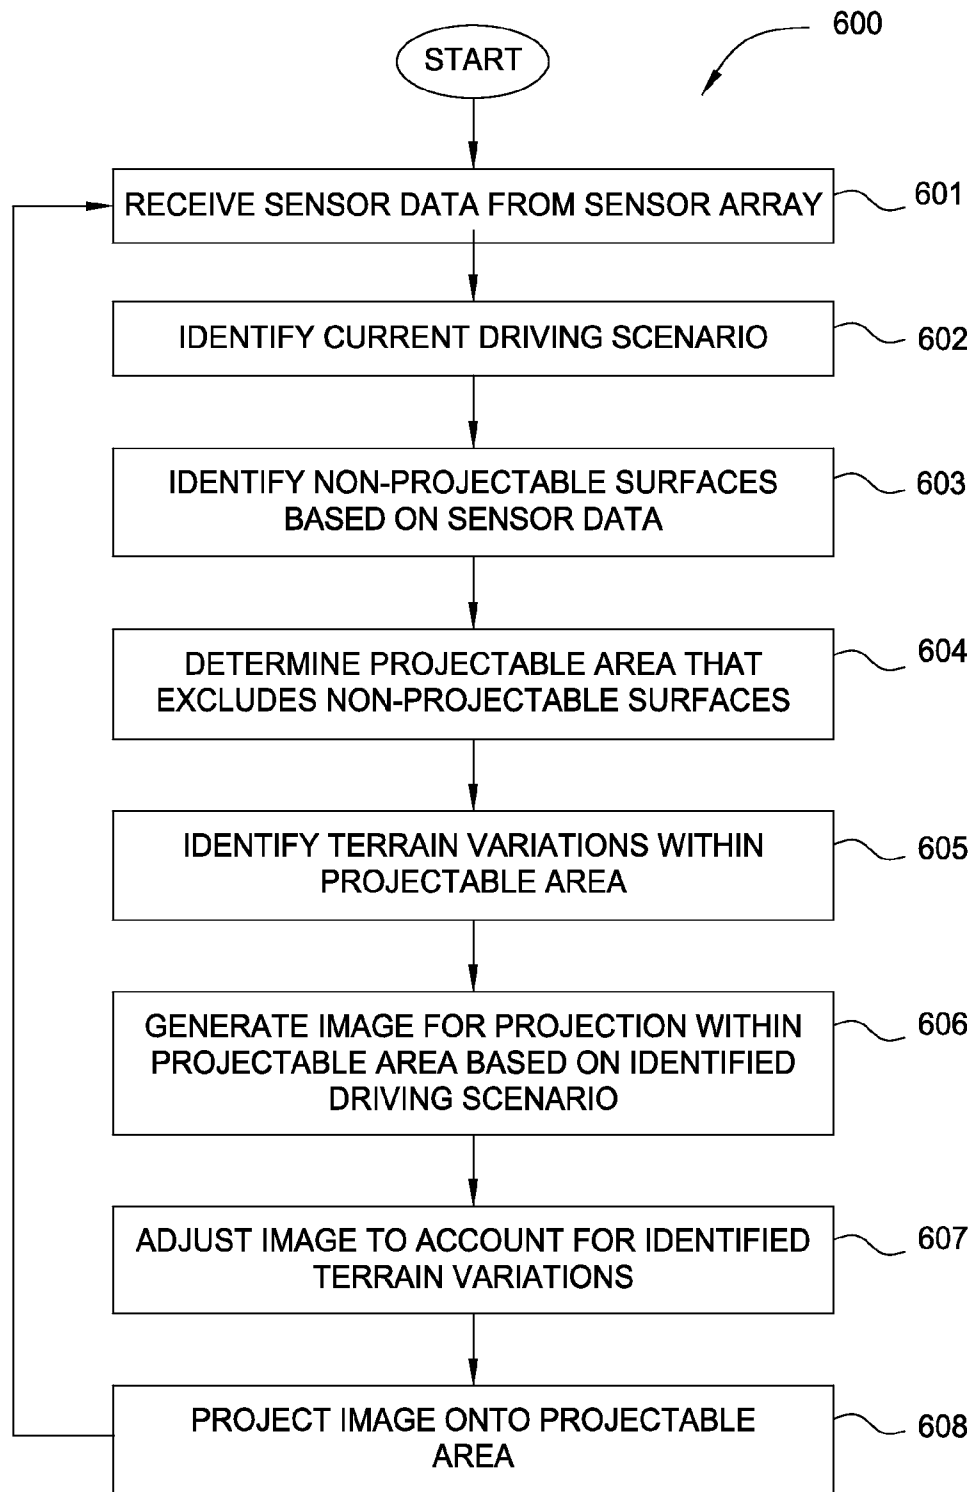 600
START
RECEIVE SENSOR DATA FROM SENSOR ARRAY
601
IDENTIFY CURRENT DRIVING SCENARIO
602
IDENTIFY NON-PROJECTABLE SURFACES
BASED ON SENSOR DATA
603
DETERMINE PROJECTABLE AREA THAT
EXCLUDES NON-PROJECTABLE SURFACES
604
IDENTIFY TERRAIN VARIATIONS WITHIN
PROJECTABLE AREA
605
GENERATE IMAGE FOR PROJECTION WITHIN
PROJECTABLE AREA BASED ON IDENTIFIED
DRIVING SCENARIO
606
ADJUST IMAGE TO ACCOUNT FOR IDENTIFIED
TERRAIN VARIATIONS
607
PROJECT IMAGE ONTO PROJECTABLE
AREA
608